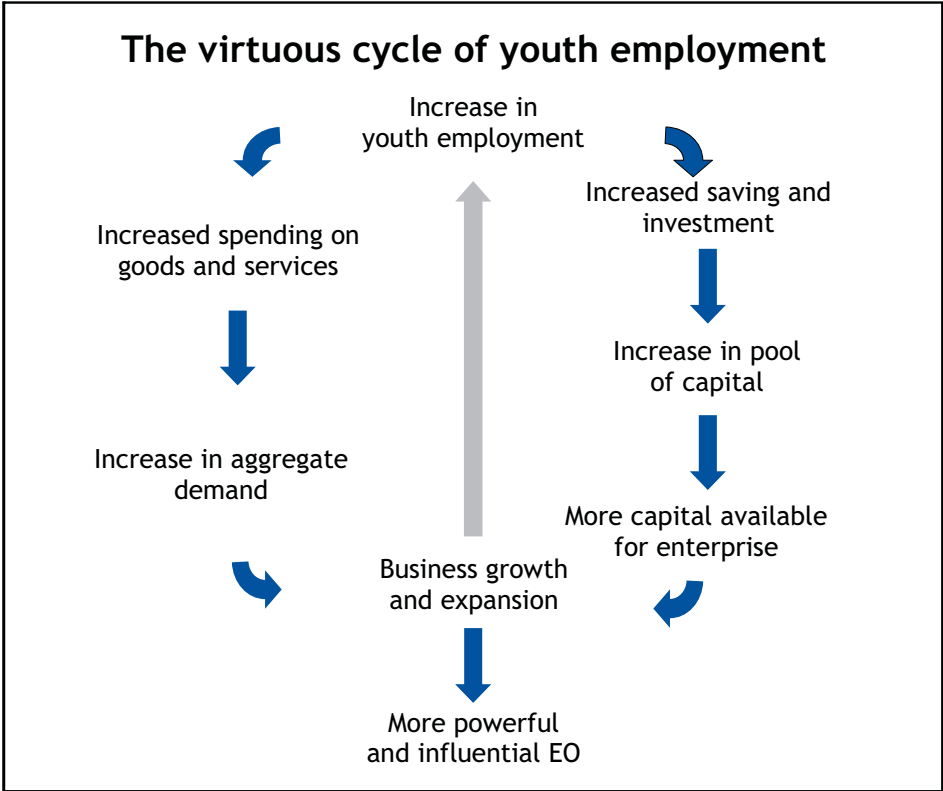 The virtuous cycle of youth employment
Increase in
youth employment
Increased spending on
goods and services
Increase in aggregate
demand
Increased saving and
investment
Increase in pool
of capital
More capital available
for enterprise
Business growth
and expansion
More powerful
and influential EO